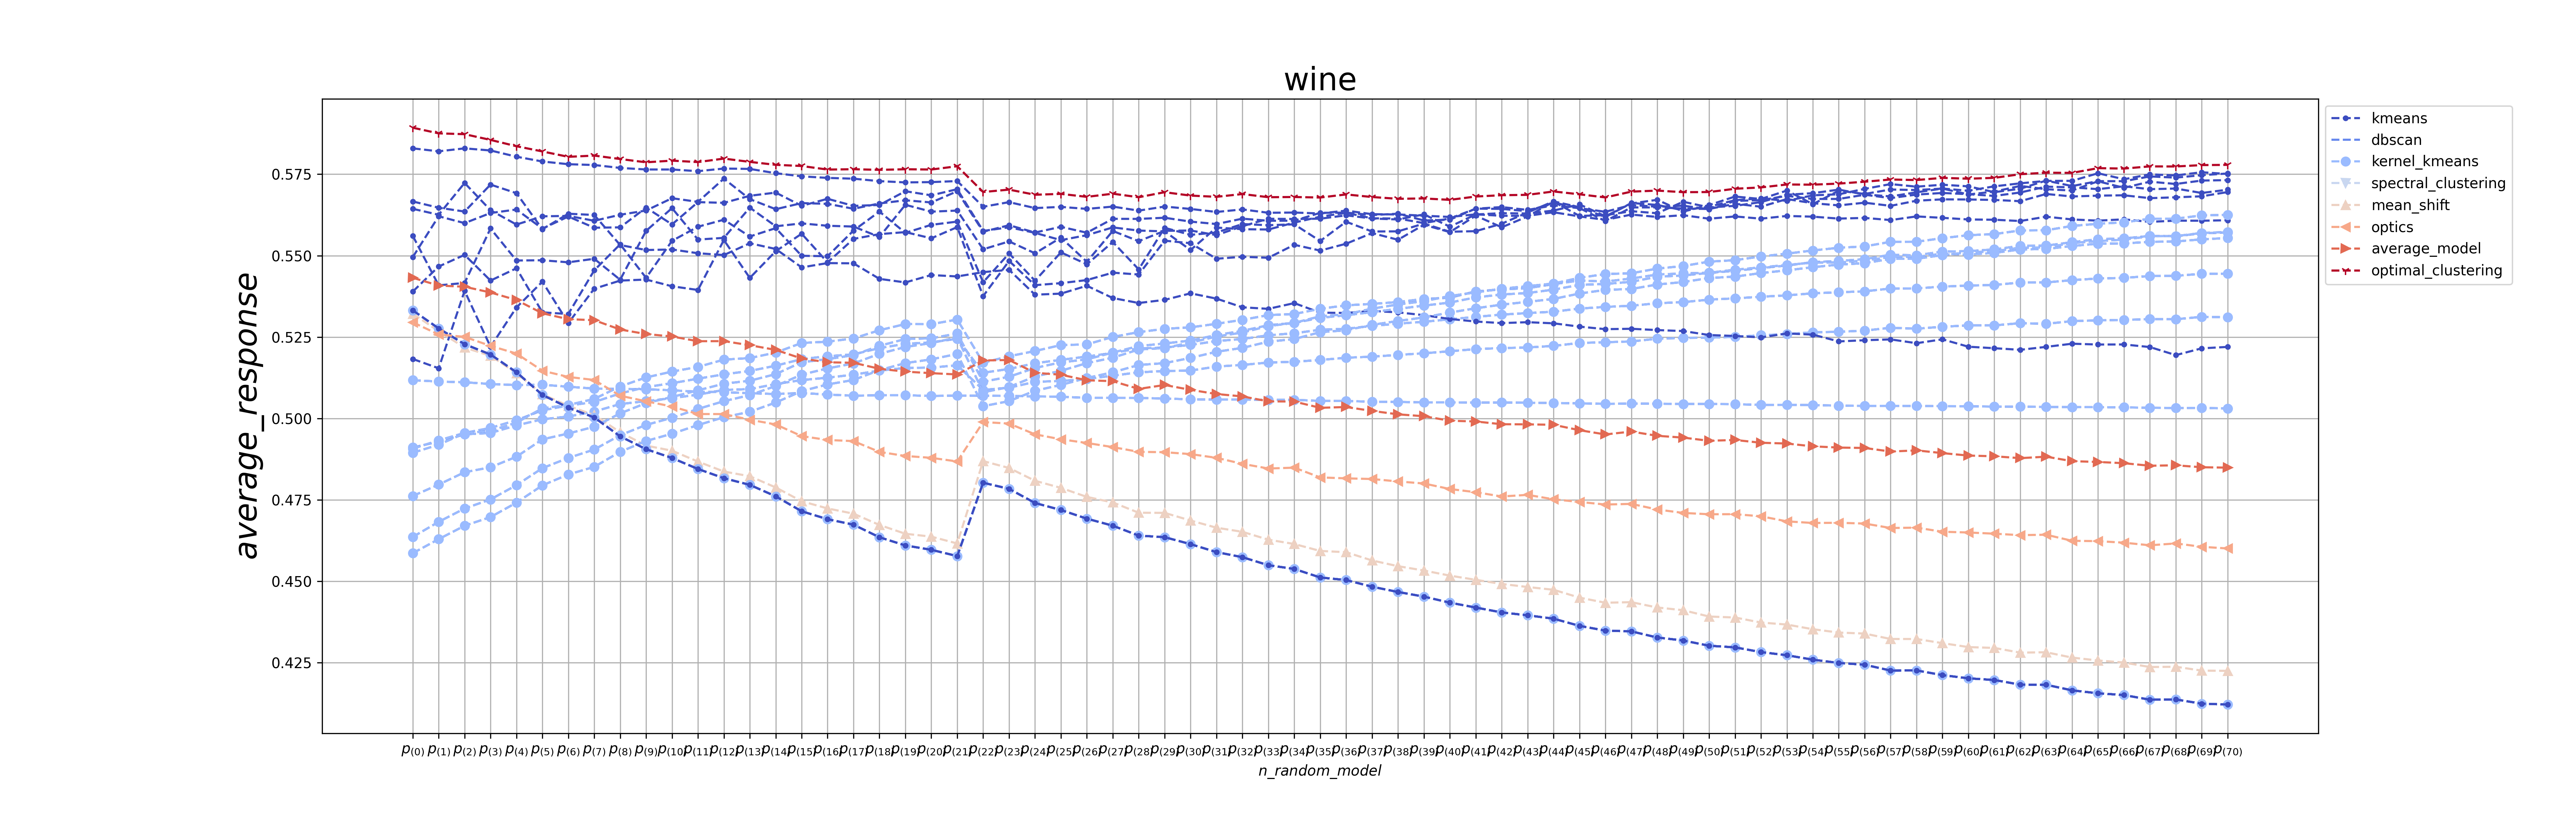 wine
kmeans
dbscan
kernel_kmeans
spectral_clustering
mean_shift
optics
average_model
optimal_clustering
average_response
0.575
0.550
0.525
0.500
0.475
0.450
0.425
p(0) p(1) p(2) p(3) p(4) p(5) p(6) p(7) p(8) p(9) p(10) p(11) p(12) p(13) p(14) p(15) p(16) p(17) p(18) p(19) p(20) p(21) p(22) p(23) p(24) p(25) p(26) p(27) p(28) p(29) p(30) p(31) p(32) p(33) p(34) p(35) p(36) p(37) p(38) p(39) p(40) p(41) p(42) p(43) p(44) p(45) p(46) p(47) p(48) p(49) p(50) p(51) p(52) p(53) p(54) p(55) p(56) p(57) p(58) p(59) p(60) p(61) p(62) p(63) p(64) p(65) p(66) p(67) p(68) p(69) p(70)
n_random_model